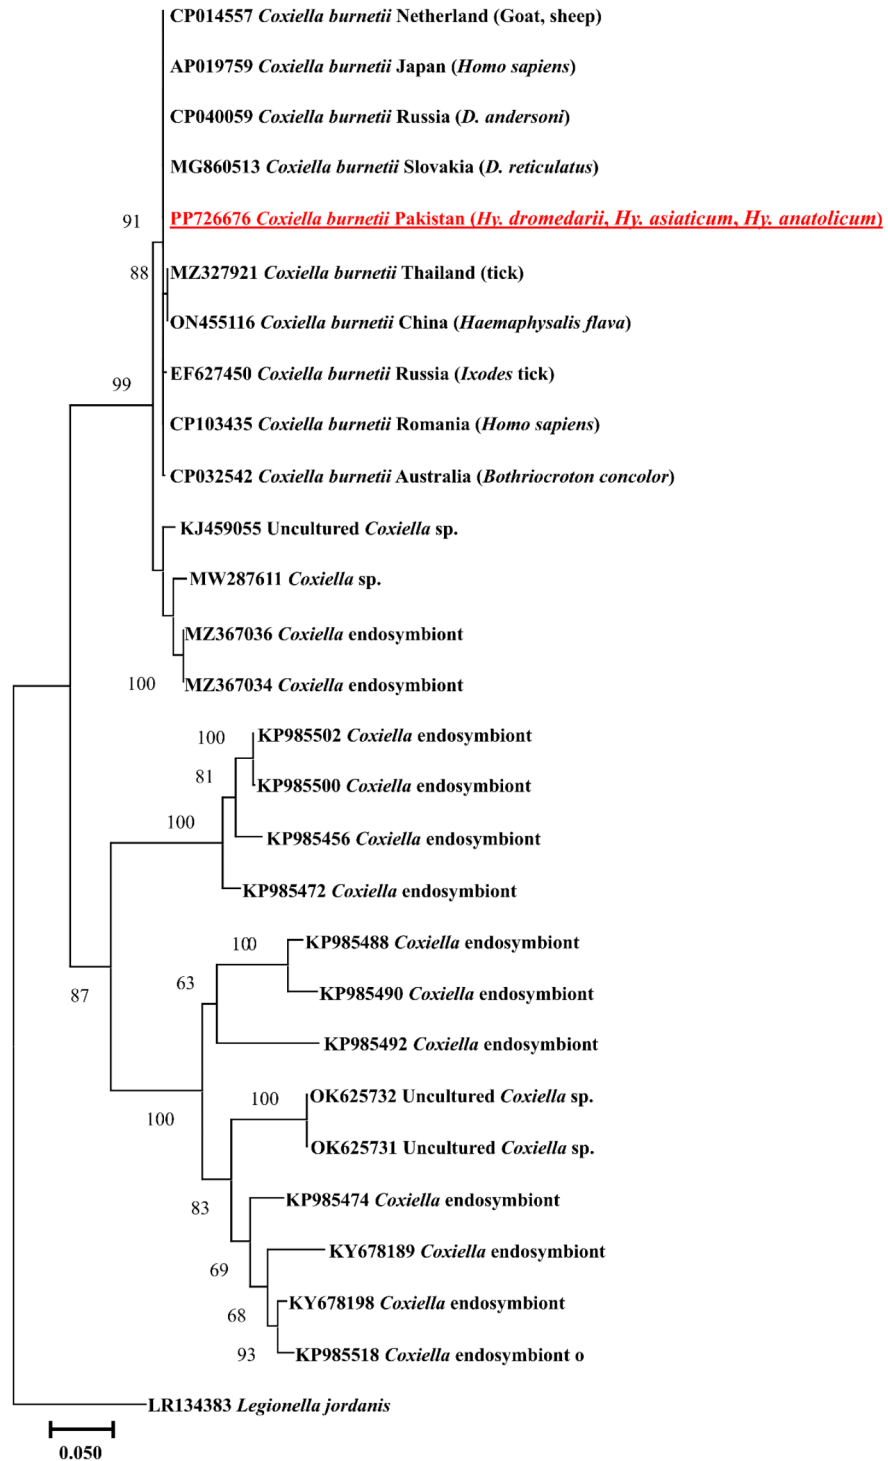 CP014557 Coxiella burnetii Netherland (Goat, sheep)
AP019759 Coxiella burnetii Japan (Homo sapiens)
CP040059 Coxiella burnetii Russia (D. andersoni)
MG860513 Coxiella burnetii Slovakia (D. reticulatus)
91
PP726676 Coxiella burnetii Pakistan (Hy. dromedarii, Hy. asiaticum, Hy. anatolicum)
88
MZ327921 Coxiella burnetii Thailand (tick)
ON455116 Coxiella burnetii China (Haemaphysalis flava)
99
EF627450 Coxiella burnetii Russia (Ixodes tick)
CP103435 Coxiella burnetii Romania (Homo sapiens)
CP032542 Coxiella burnetii Australia (Bothriocroton concolor)
KJ459055 Uncultured Coxiella sp.
MW287611 Coxiella sp.
MZ367036 Coxiella endosymbiont
100
MZ367034 Coxiella endosymbiont
100
KP985502 Coxiella endosymbiont
81
KP985500 Coxiella endosymbiont
100
KP985456 Coxiella endosymbiont
KP985472 Coxiella endosymbiont
100
KP985488 Coxiella endosymbiont
63
87
KP985490 Coxiella endosymbiont
KP985492 Coxiella endosymbiont
100
100
OK625732 Uncultured Coxiella sp.
OK625731 Uncultured Coxiella sp.
83
KP985474 Coxiella endosymbiont
69
KY678189 Coxiella endosymbiont
68
KY678198 Coxiella endosymbiont
93
KP985518 Coxiella endosymbiont o
LR134383 Legionella jordanis
0.050